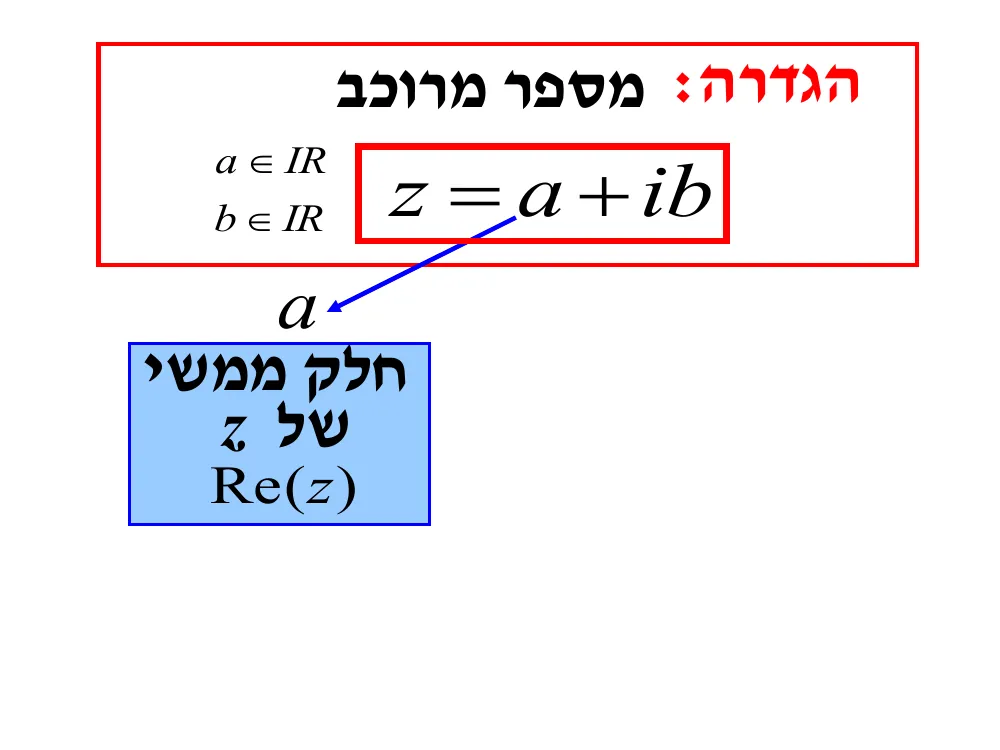 הגדרה: מספר מרוכב
a ∈ IR
z = a + ib
b ∈ IR
a
חלק ממשי
של z
Re(z)